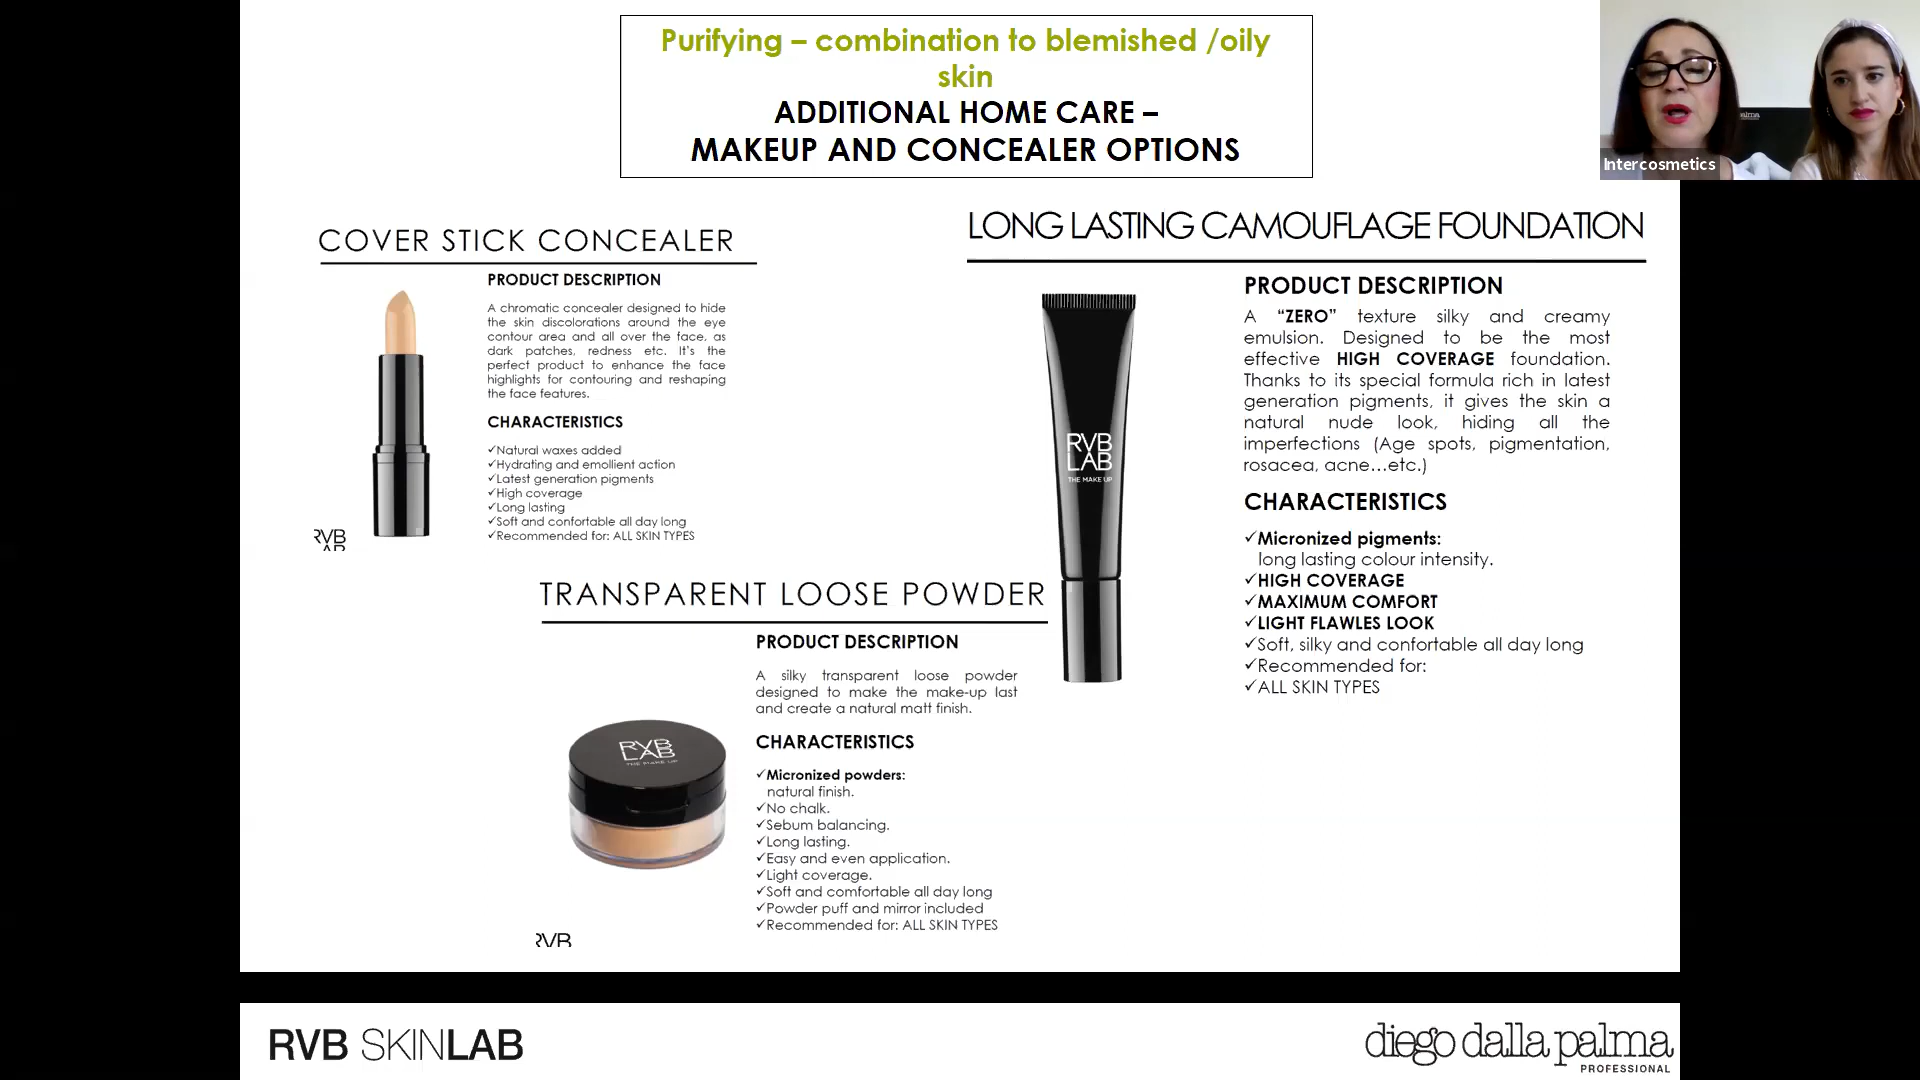 Purifying – combination to blemished /oily
skin
ADDITIONAL HOME CARE –
MAKEUP AND CONCEALER OPTIONS
Intercosmetics
COVER STICK CONCEALER
PRODUCT DESCRIPTION
A chromatic concealer designed to hide
the skin discolorations around the eye
contour area and all over the face, as
dark patches, redness etc. It's the
perfect product to enhance the face
highlights for contouring and reshaping
the face features.
CHARACTERISTICS
✓Natural waxes added
✓Hydrating and emollient action
✓Latest generation pigments
✓High coverage
✓Long lasting
✓Soft and confortable all day long
✓Recommended for: ALL SKIN TYPES
RVB
LAB
LONG LASTING CAMOUFLAGE FOUNDATION
PRODUCT DESCRIPTION
A “ZERO” texture silky and creamy
emulsion. Designed to be the most
effective HIGH COVERAGE foundation.
Thanks to its special formula rich in latest
generation pigments, it gives the skin a
natural nude look, hiding all the
imperfections (Age spots, pigmentation,
rosacea, acne...etc.)
CHARACTERISTICS
✓Micronized pigments:
long lasting colour intensity.
✓HIGH COVERAGE
✓MAXIMUM COMFORT
✓LIGHT FLAWLES LOOK
✓Soft, silky and confortable all day long
✓Recommended for:
✓ALL SKIN TYPES
RVB
LAB
THE MAKE UP
TRANSPARENT LOOSE POWDER
PRODUCT DESCRIPTION
A silky transparent loose powder
designed to make the make-up last
and create a natural matt finish.
CHARACTERISTICS
✓Micronized powders:
natural finish.
✓No chalk.
✓Sebum balancing.
✓Long lasting.
✓Easy and even application.
✓Light coverage.
✓Soft and comfortable all day long
✓Powder puff and mirror included
✓Recommended for: ALL SKIN TYPES
RVB
LAB
THE MAKE UP
RVB
RVB SKINLAB
diego dalla palma
PROFESSIONAL